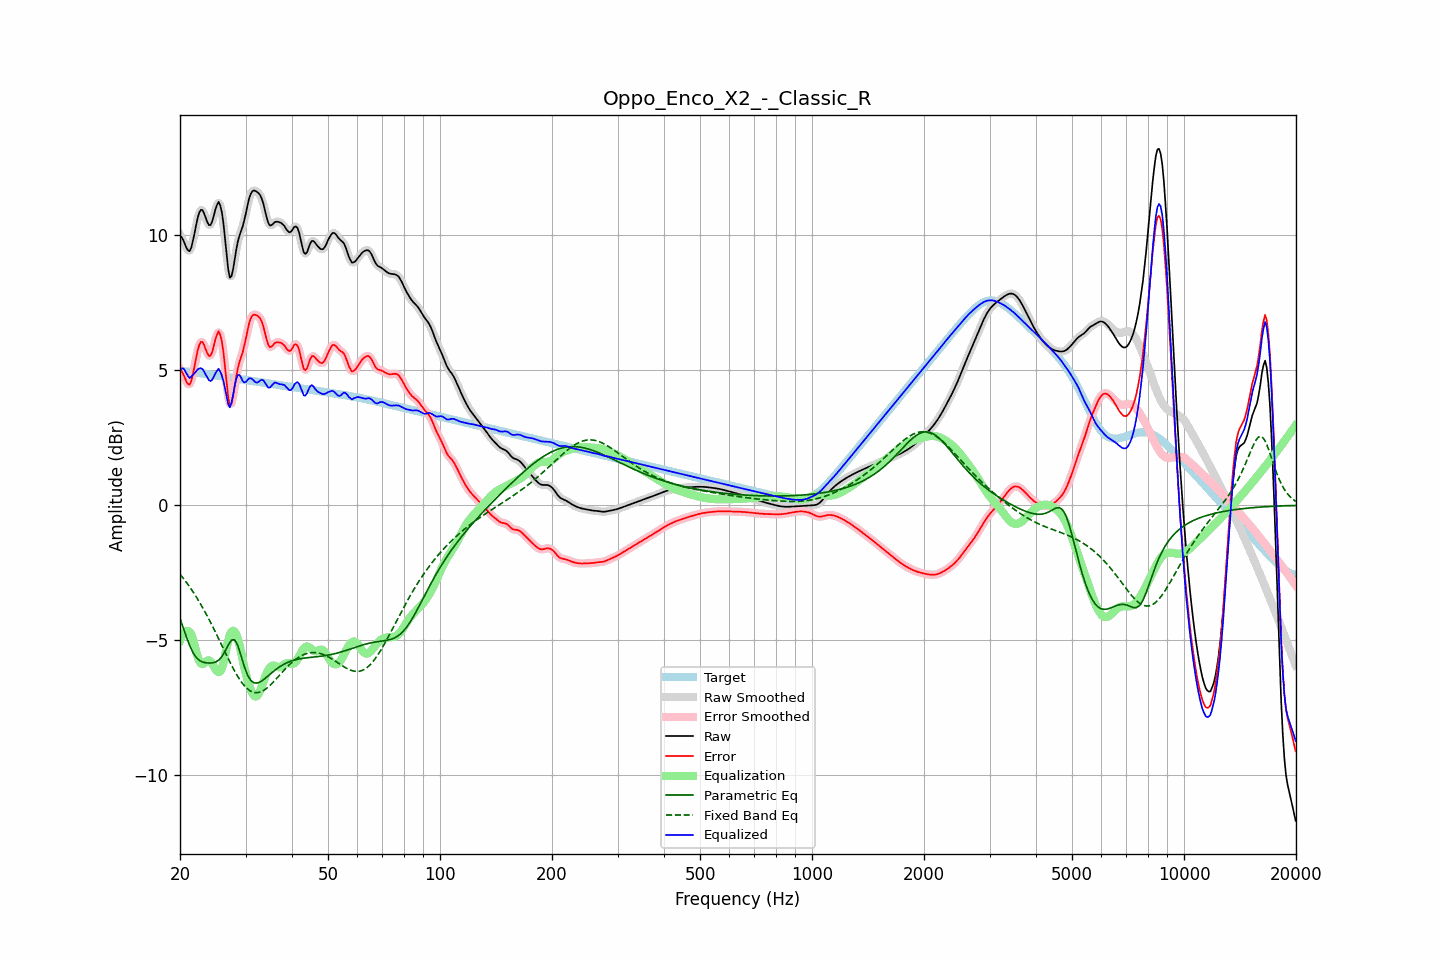 Oppo_Enco_X2_-_Classic_R
Amplitude (dBr)
10
5
0
−5
−10
20
50
100
200
500
1000
2000
5000
10000
20000
Frequency (Hz)
Target
Raw Smoothed
Error Smoothed
Raw
Error
Equalization
Parametric Eq
Fixed Band Eq
Equalized